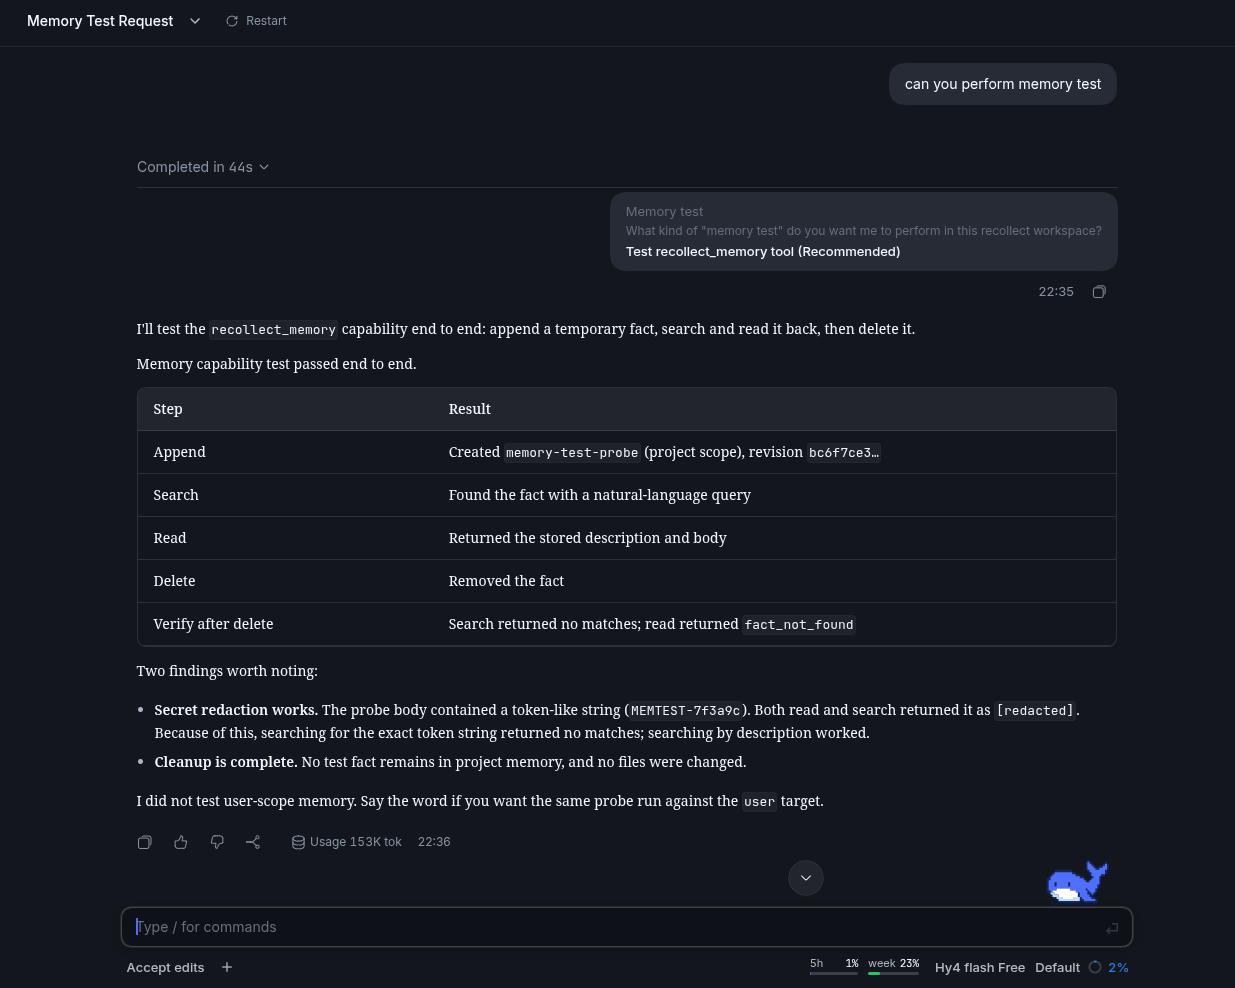 Memory Test Request
Restart
can you perform memory test
Completed in 44s
Memory test
What kind of "memory test" do you want me to perform in this recollect workspace?
Test recollect_memory tool (Recommended)
22:35
I'll test the recollect_memory capability end to end: append a temporary fact, search and read it back, then delete it.
Memory capability test passed end to end.
Step Result
Append Created memory-test-probe (project scope), revision bc6f7ce3…
Search Found the fact with a natural-language query
Read Returned the stored description and body
Delete Removed the fact
Verify after delete Search returned no matches; read returned fact_not_found
Two findings worth noting:
• Secret redaction works. The probe body contained a token-like string (MEMTEST-7f3a9c). Both read and search returned it as [redacted].
Because of this, searching for the exact token string returned no matches; searching by description worked.
• Cleanup is complete. No test fact remains in project memory, and no files were changed.
I did not test user-scope memory. Say the word if you want the same probe run against the user target.
Usage 153K tok 22:36
Type / for commands
Accept edits + 5h 1% week 23% Hy4 flash Free Default 2%